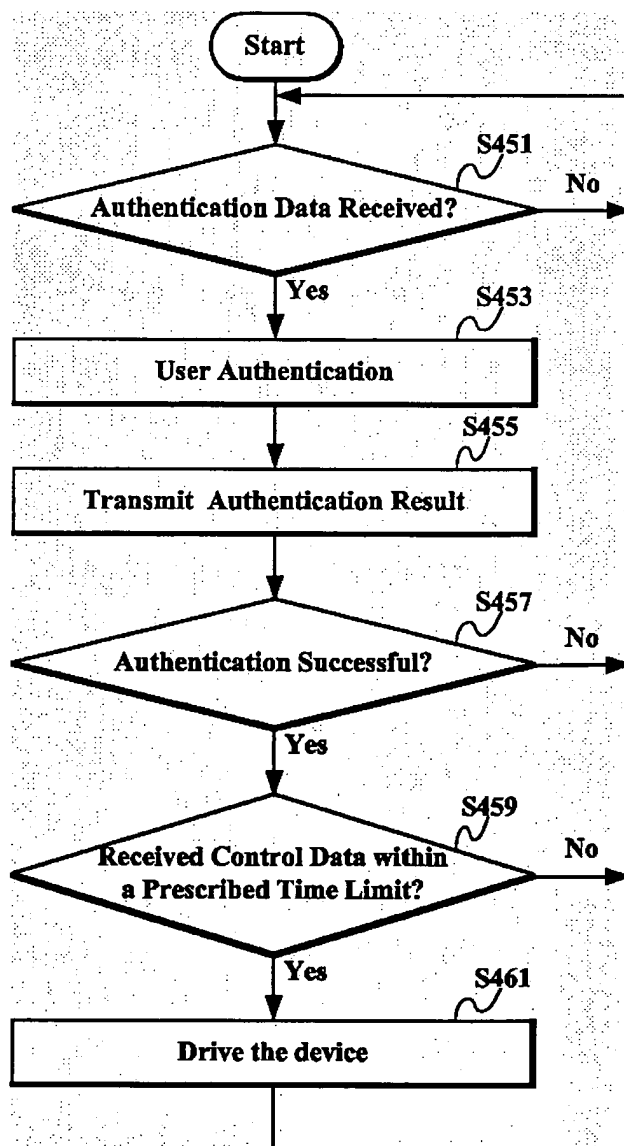 Start
S451
Authentication Data Received?
No
Yes
S453
User Authentication
S455
Transmit Authentication Result
S457
Authentication Successful?
No
Yes
S459
Received Control Data within
a Prescribed Time Limit?
No
Yes
S461
Drive the device